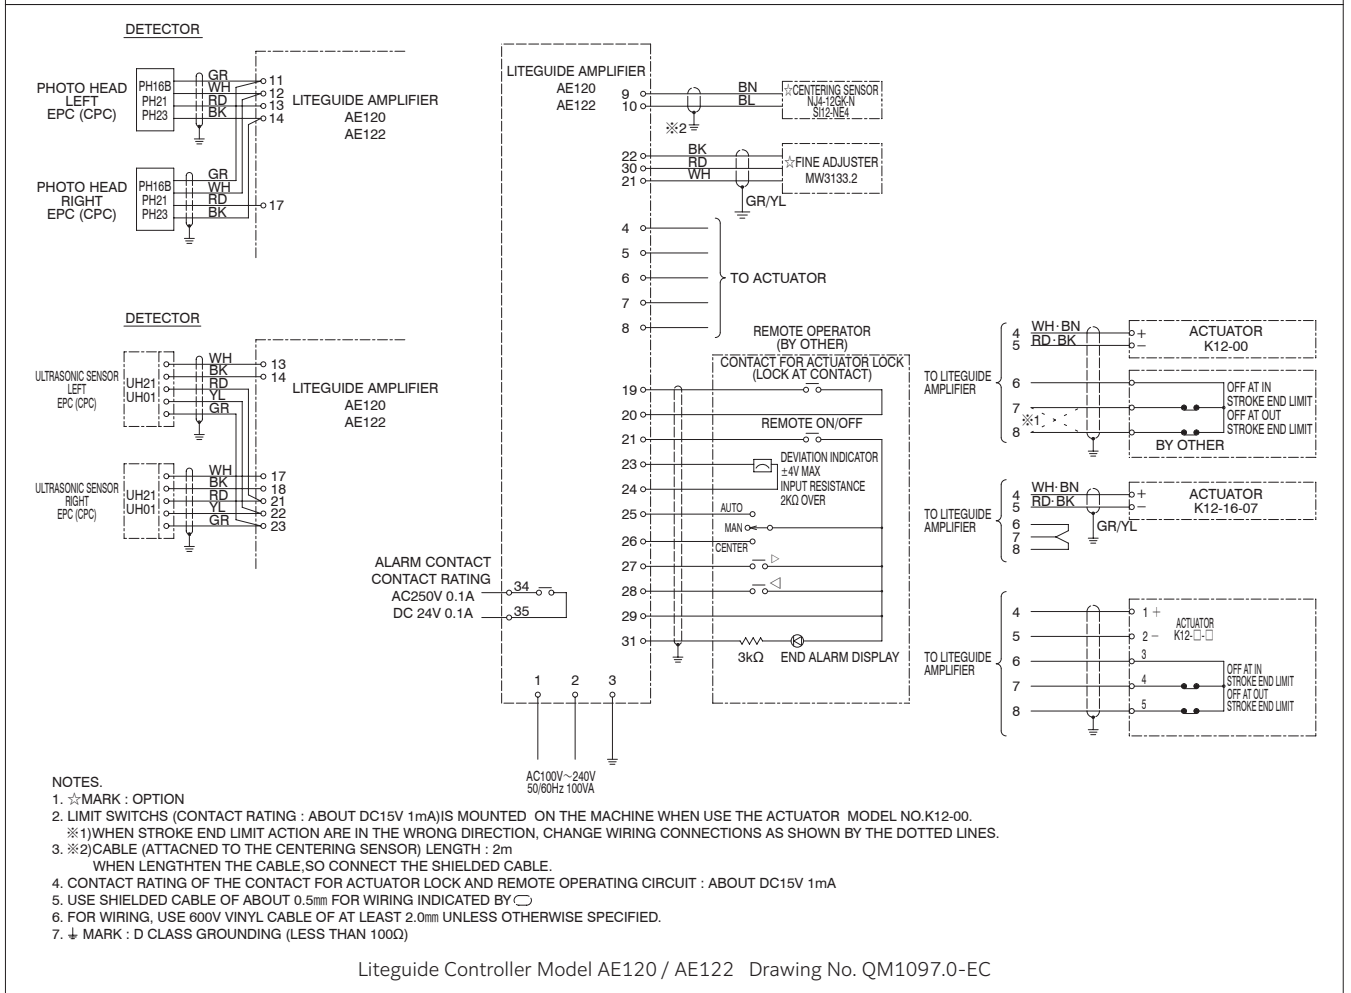 DETECTOR
PHOTO HEAD
LEFT
EPC (CPC)
PH16B
PH21
PH23
GR
WH
RD
BK
11
12
13
14
LITEGUIDE AMPLIFIER
AE120
AE122
PHOTO HEAD
RIGHT
EPC (CPC)
PH16B
PH21
PH23
GR
WH
RD
BK
17
DETECTOR
ULTRASONIC SENSOR
LEFT
EPC (CPC)
UH21
UH01
WH
BK
RD
YL
GR
13
14
LITEGUIDE AMPLIFIER
AE120
AE122
ULTRASONIC SENSOR
RIGHT
EPC (CPC)
UH21
UH01
WH
BK
RD
YL
GR
17
18
21
22
23
ALARM CONTACT
CONTACT RATING
AC250V 0.1A
DC 24V 0.1A
34
35
LITEGUIDE AMPLIFIER
AE120
AE122
9
10
BN
BL
※2
☆CENTERING SENSOR
NJ4-12GK-N
SI12-NE4
22
30
21
BK
RD
WH
GR/YL
☆FINE ADJUSTER
MW3133.2
4
5
6
7
8
TO ACTUATOR
REMOTE OPERATOR
(BY OTHER)
CONTACT FOR ACTUATOR LOCK
(LOCK AT CONTACT)
19
20
REMOTE ON/OFF
21
23
24
DEVIATION INDICATOR
±4V MAX
INPUT RESISTANCE
2KΩ OVER
25
AUTO
MAN
26
CENTER
27 ▷
28 ◁
29
31
3kΩ
END ALARM DISPLAY
1 2 3
AC100V～240V
50/60Hz 100VA
TO LITEGUIDE
AMPLIFIER
4 WH·BN
5 RD·BK
6
7
※1
8
+
−
ACTUATOR
K12-00
OFF AT IN
STROKE END LIMIT
OFF AT OUT
STROKE END LIMIT
BY OTHER
TO LITEGUIDE
AMPLIFIER
4 WH·BN
5 RD·BK
6
7
8
GR/YL
+
−
ACTUATOR
K12-16-07
TO LITEGUIDE
AMPLIFIER
4
5
6
7
8
1 +
2 −
3
4
5
ACTUATOR
K12-□-□
OFF AT IN
STROKE END LIMIT
OFF AT OUT
STROKE END LIMIT
NOTES.
1. ☆MARK : OPTION
2. LIMIT SWITCHS (CONTACT RATING : ABOUT DC15V 1mA)IS MOUNTED ON THE MACHINE WHEN USE THE ACTUATOR MODEL NO.K12-00.
※1)WHEN STROKE END LIMIT ACTION ARE IN THE WRONG DIRECTION, CHANGE WIRING CONNECTIONS AS SHOWN BY THE DOTTED LINES.
3. ※2)CABLE (ATTACNED TO THE CENTERING SENSOR) LENGTH : 2m
WHEN LENGTHTEN THE CABLE,SO CONNECT THE SHIELDED CABLE.
4. CONTACT RATING OF THE CONTACT FOR ACTUATOR LOCK AND REMOTE OPERATING CIRCUIT : ABOUT DC15V 1mA
5. USE SHIELDED CABLE OF ABOUT 0.5㎜ FOR WIRING INDICATED BY
6. FOR WIRING, USE 600V VINYL CABLE OF AT LEAST 2.0㎜ UNLESS OTHERWISE SPECIFIED.
7. ⏚ MARK : D CLASS GROUNDING (LESS THAN 100Ω)
Liteguide Controller Model AE120 / AE122 Drawing No. QM1097.0-EC